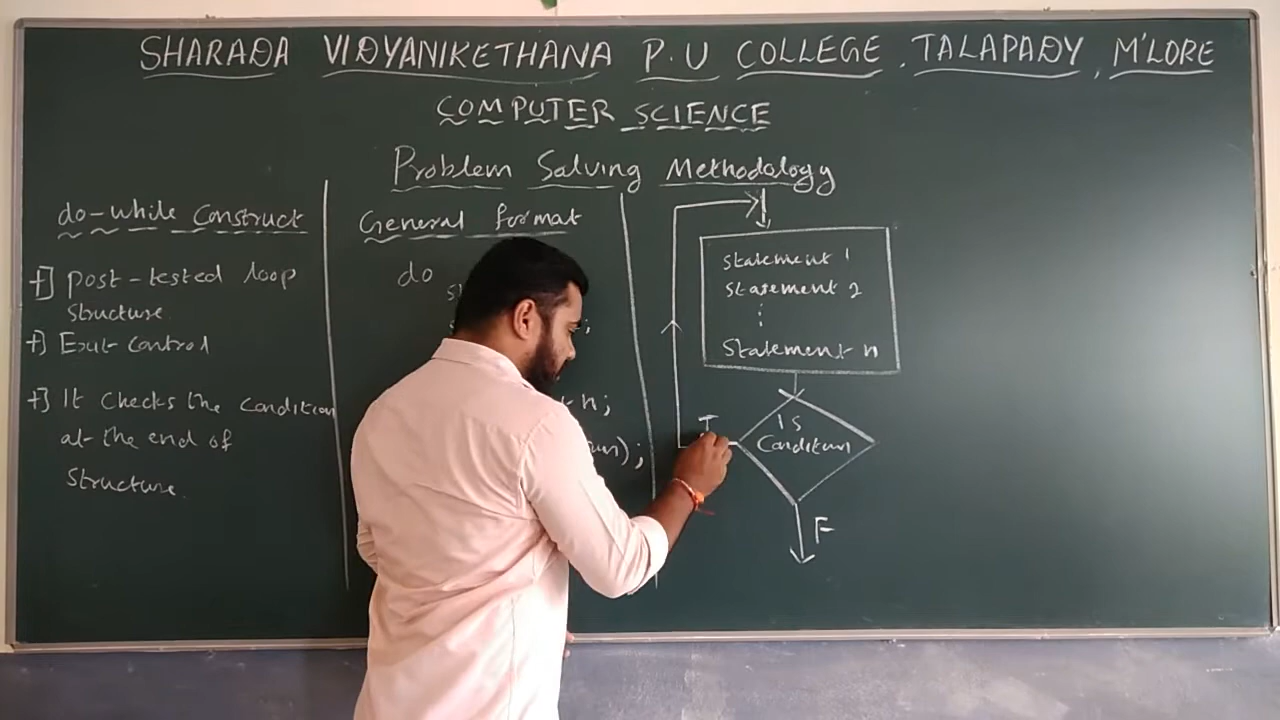 SHARADA VIDYANIKETHANA P.U COLLEGE, TALAPADY, M'LORE
COMPUTER SCIENCE
Problem Solving Methodology
do-while Construct
+] Post-tested loop
structure.
+] Exit control
+] It checks the condition
at the end of
structure.
General format
do
n;
);
statement 1
statement 2
⋮
statement n
Is
Condition
T
F